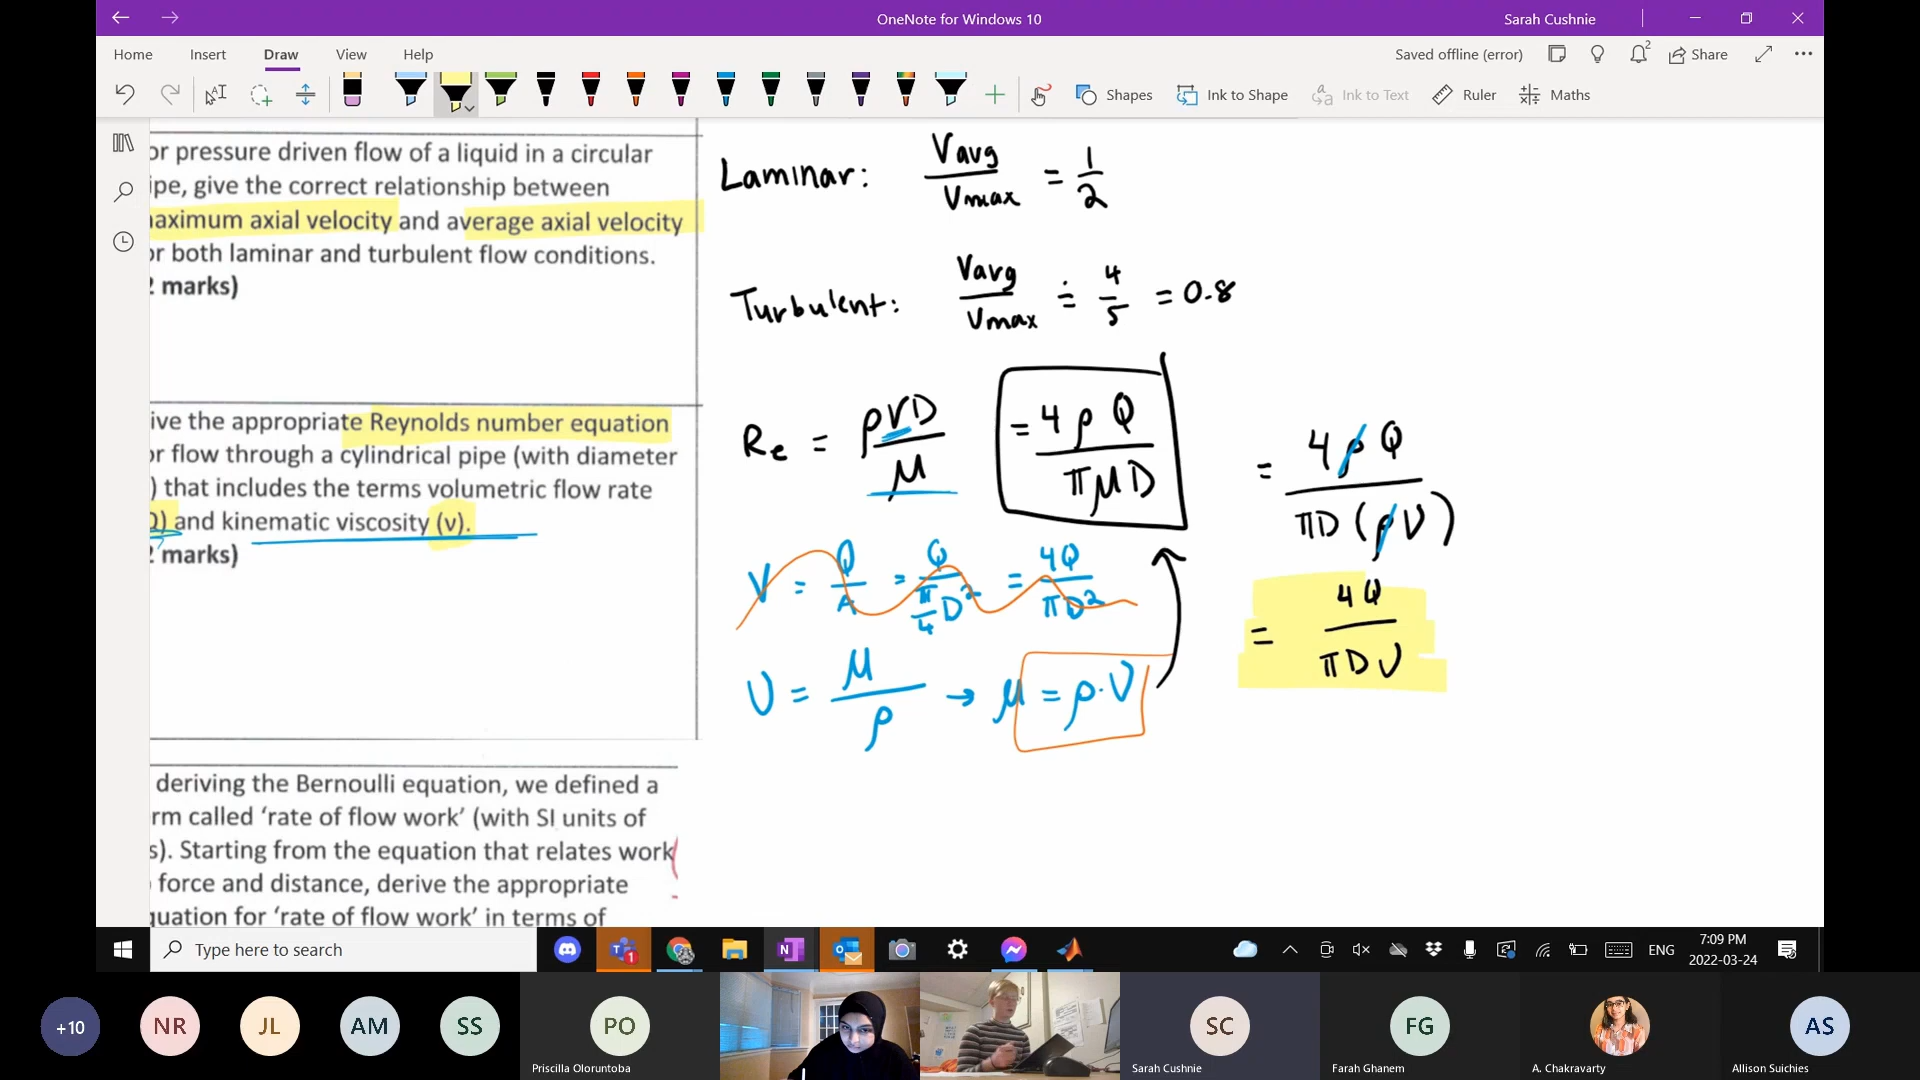 OneNote for Windows 10
Sarah Cushnie
Home Insert Draw View Help
Saved offline (error)
2
Share
Shapes
Ink to Shape
Ink to Text
Ruler
Maths
or pressure driven flow of a liquid in a circular
ipe, give the correct relationship between
naximum axial velocity and average axial velocity
or both laminar and turbulent flow conditions.
2 marks)
Laminar: Vavg / Vmax = 1/2
Turbulent: Vavg / Vmax ≐ 4/5 = 0.8
ive the appropriate Reynolds number equation
or flow through a cylindrical pipe (with diameter
) that includes the terms volumetric flow rate
Q) and kinematic viscosity (v).
2 marks)
Re = ρVD / μ = 4ρQ / πμD
V = Q/A = Q / (π/4 D²) = 4Q / πD²
ν = μ/ρ → μ = ρ·ν
= 4ρQ / πD(ρν)
= 4Q / πDν
deriving the Bernoulli equation, we defined a
rm called ‘rate of flow work’ (with SI units of
s). Starting from the equation that relates work
force and distance, derive the appropriate
quation for ‘rate of flow work’ in terms of
Type here to search
1
ENG
7:09 PM
2022-03-24
+10
NR
JL
AM
SS
PO
Priscilla Oloruntoba
SC
Sarah Cushnie
FG
Farah Ghanem
A. Chakravarty
AS
Allison Suichies